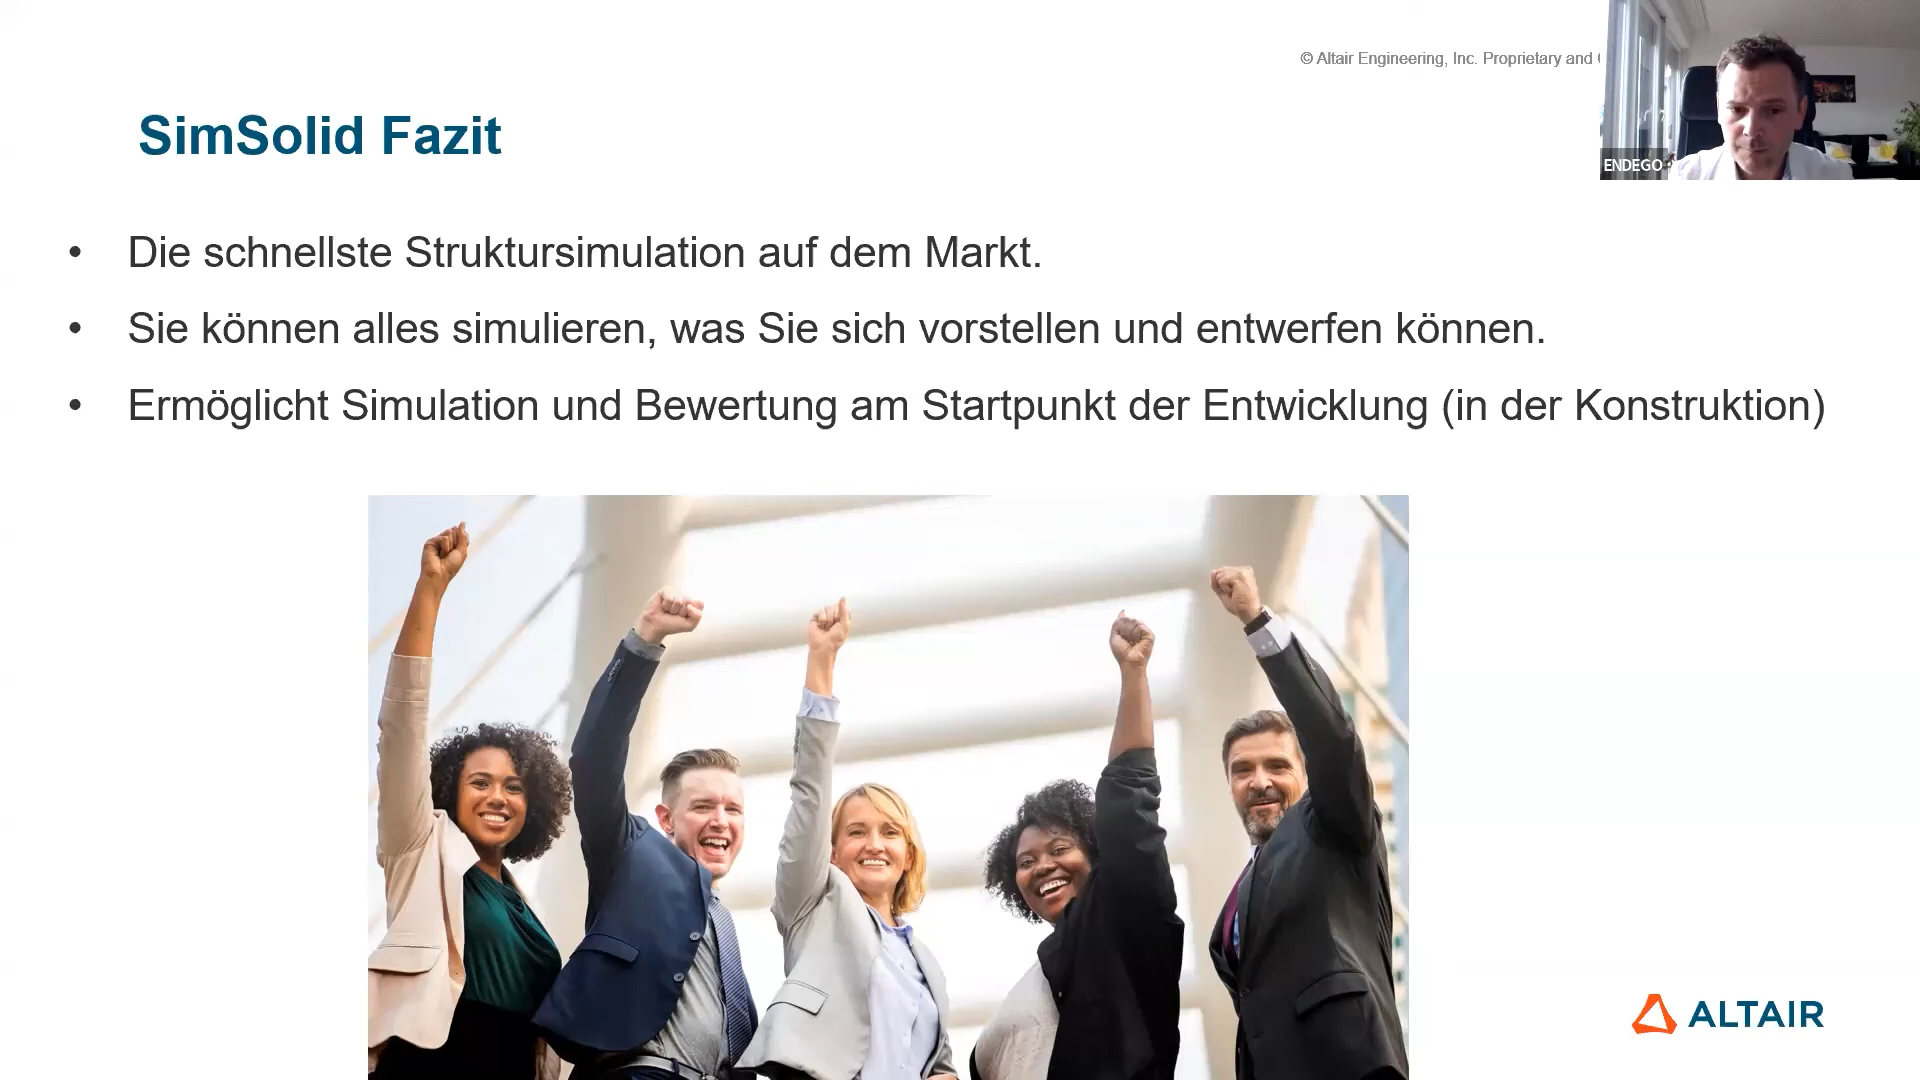 © Altair Engineering, Inc. Proprietary and
ENDEGO
SimSolid Fazit
• Die schnellste Struktursimulation auf dem Markt.
• Sie können alles simulieren, was Sie sich vorstellen und entwerfen können.
• Ermöglicht Simulation und Bewertung am Startpunkt der Entwicklung (in der Konstruktion)
ALTAIR